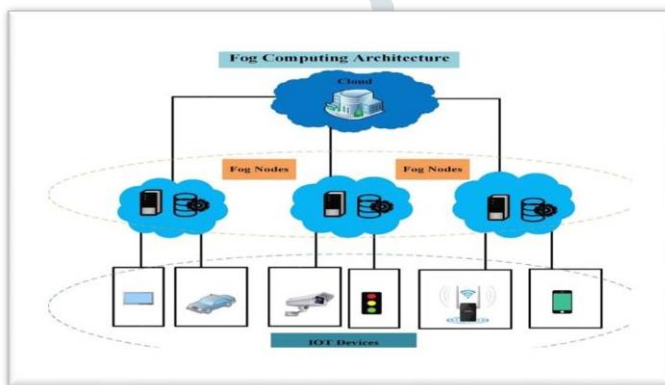 Fog Computing Architecture
Cloud
Fog Nodes
Fog Nodes
IOT Devices